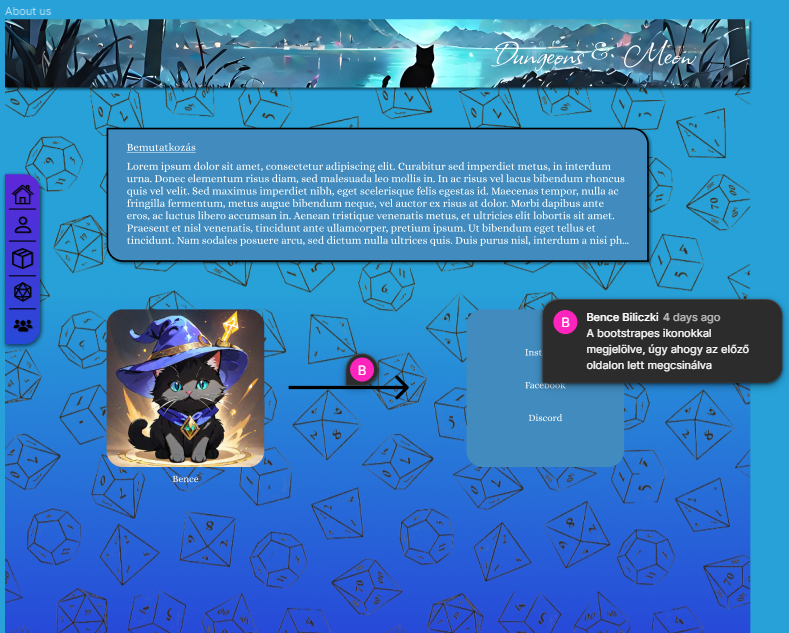 About us
Dungeons & Meow
Bemutatkozás
Lorem ipsum dolor sit amet, consectetur adipiscing elit. Curabitur sed imperdiet metus, in interdum
urna. Donec elementum risus diam, sed malesuada leo mollis in. In ac risus vel lacus bibendum rhoncus
quis vel velit. Sed maximus imperdiet nibh, eget scelerisque felis egestas id. Maecenas tempor, nulla ac
fringilla fermentum, metus augue bibendum neque, vel auctor ex risus at dolor. Morbi dapibus ante
eros, ac luctus libero accumsan in. Aenean tristique venenatis metus, et ultricies elit lobortis sit amet.
Praesent et nisl venenatis, tincidunt ante ullamcorper, pretium ipsum. Ut bibendum eget tellus et
tincidunt. Nam sodales posuere arcu, sed dictum nulla ultrices quis. Duis purus nisl, interdum a nisi ph...
B
Bence Biliczki 4 days ago
A bootstrapes ikonokkal
megjelölve, úgy ahogy az előző
oldalon lett megcsinálva
B
Facebook
Discord
Bence